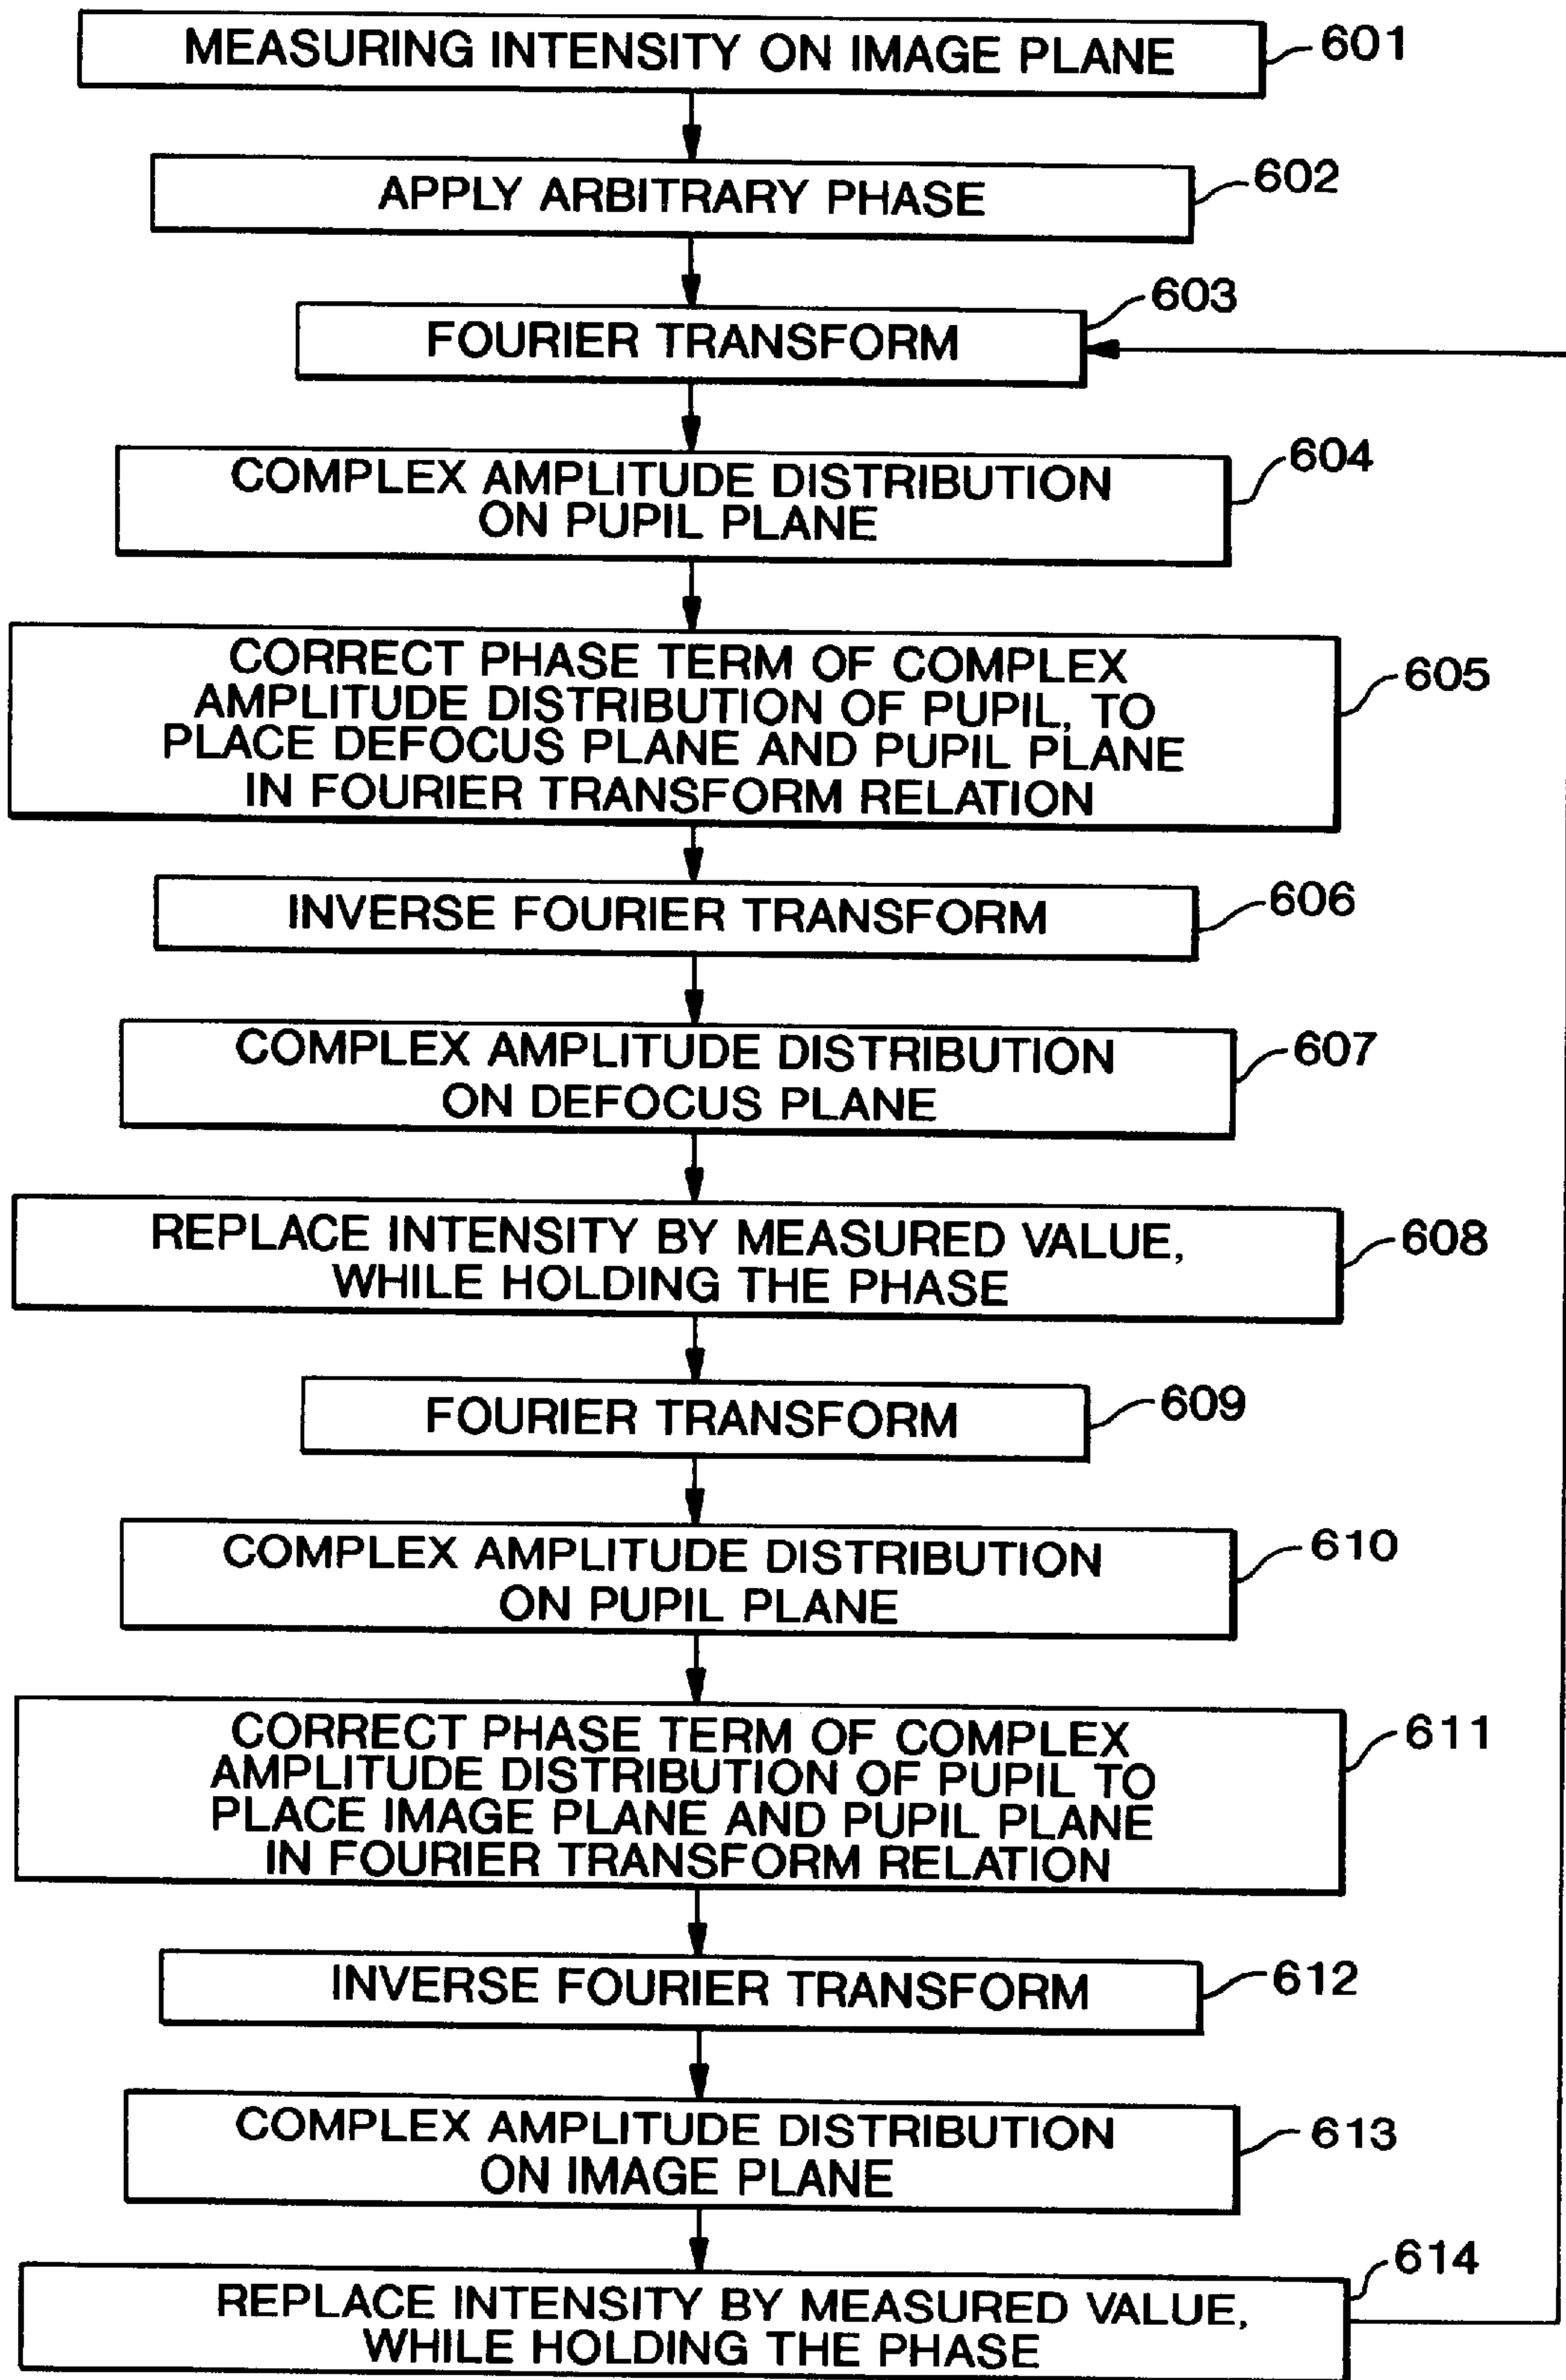 MEASURING INTENSITY ON IMAGE PLANE
601
APPLY ARBITRARY PHASE
602
FOURIER TRANSFORM
603
COMPLEX AMPLITUDE DISTRIBUTION
ON PUPIL PLANE
604
CORRECT PHASE TERM OF COMPLEX
AMPLITUDE DISTRIBUTION OF PUPIL, TO
PLACE DEFOCUS PLANE AND PUPIL PLANE
IN FOURIER TRANSFORM RELATION
605
INVERSE FOURIER TRANSFORM
606
COMPLEX AMPLITUDE DISTRIBUTION
ON DEFOCUS PLANE
607
REPLACE INTENSITY BY MEASURED VALUE,
WHILE HOLDING THE PHASE
608
FOURIER TRANSFORM
609
COMPLEX AMPLITUDE DISTRIBUTION
ON PUPIL PLANE
610
CORRECT PHASE TERM OF COMPLEX
AMPLITUDE DISTRIBUTION OF PUPIL TO
PLACE IMAGE PLANE AND PUPIL PLANE
IN FOURIER TRANSFORM RELATION
611
INVERSE FOURIER TRANSFORM
612
COMPLEX AMPLITUDE DISTRIBUTION
ON IMAGE PLANE
613
REPLACE INTENSITY BY MEASURED VALUE,
WHILE HOLDING THE PHASE
614